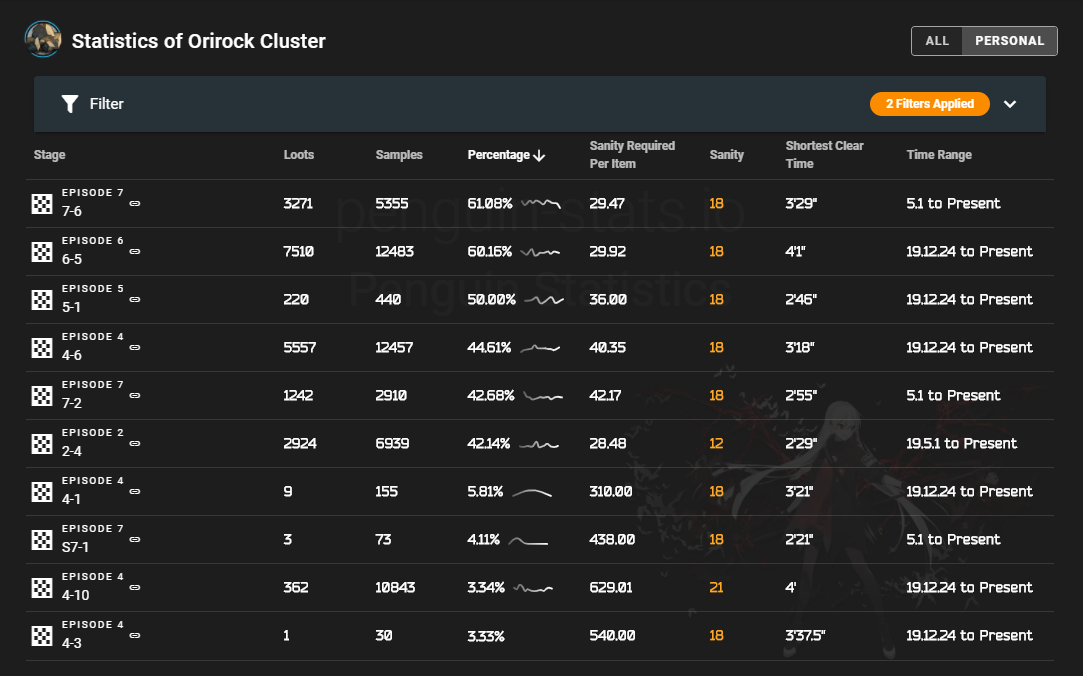 Statistics of Orirock Cluster
ALL PERSONAL
Filter 2 Filters Applied
Stage Loots Samples Percentage Sanity Required Per Item Sanity Shortest Clear Time Time Range
penguin-stats.io
Penguin Statistics
EPISODE 7
7-6 3271 5355 61.08% 29.47 18 3'29" 5.1 to Present
EPISODE 6
6-5 7510 12483 60.16% 29.92 18 4'1" 19.12.24 to Present
EPISODE 5
5-1 220 440 50.00% 36.00 18 2'46" 19.12.24 to Present
EPISODE 4
4-6 5557 12457 44.61% 40.35 18 3'18" 19.12.24 to Present
EPISODE 7
7-2 1242 2910 42.68% 42.17 18 2'55" 5.1 to Present
EPISODE 2
2-4 2924 6939 42.14% 28.48 12 2'29" 19.5.1 to Present
EPISODE 4
4-1 9 155 5.81% 310.00 18 3'21" 19.12.24 to Present
EPISODE 7
S7-1 3 73 4.11% 438.00 18 2'21" 5.1 to Present
EPISODE 4
4-10 362 10843 3.34% 629.01 21 4' 19.12.24 to Present
EPISODE 4
4-3 1 30 3.33% 540.00 18 3'37.5" 19.12.24 to Present